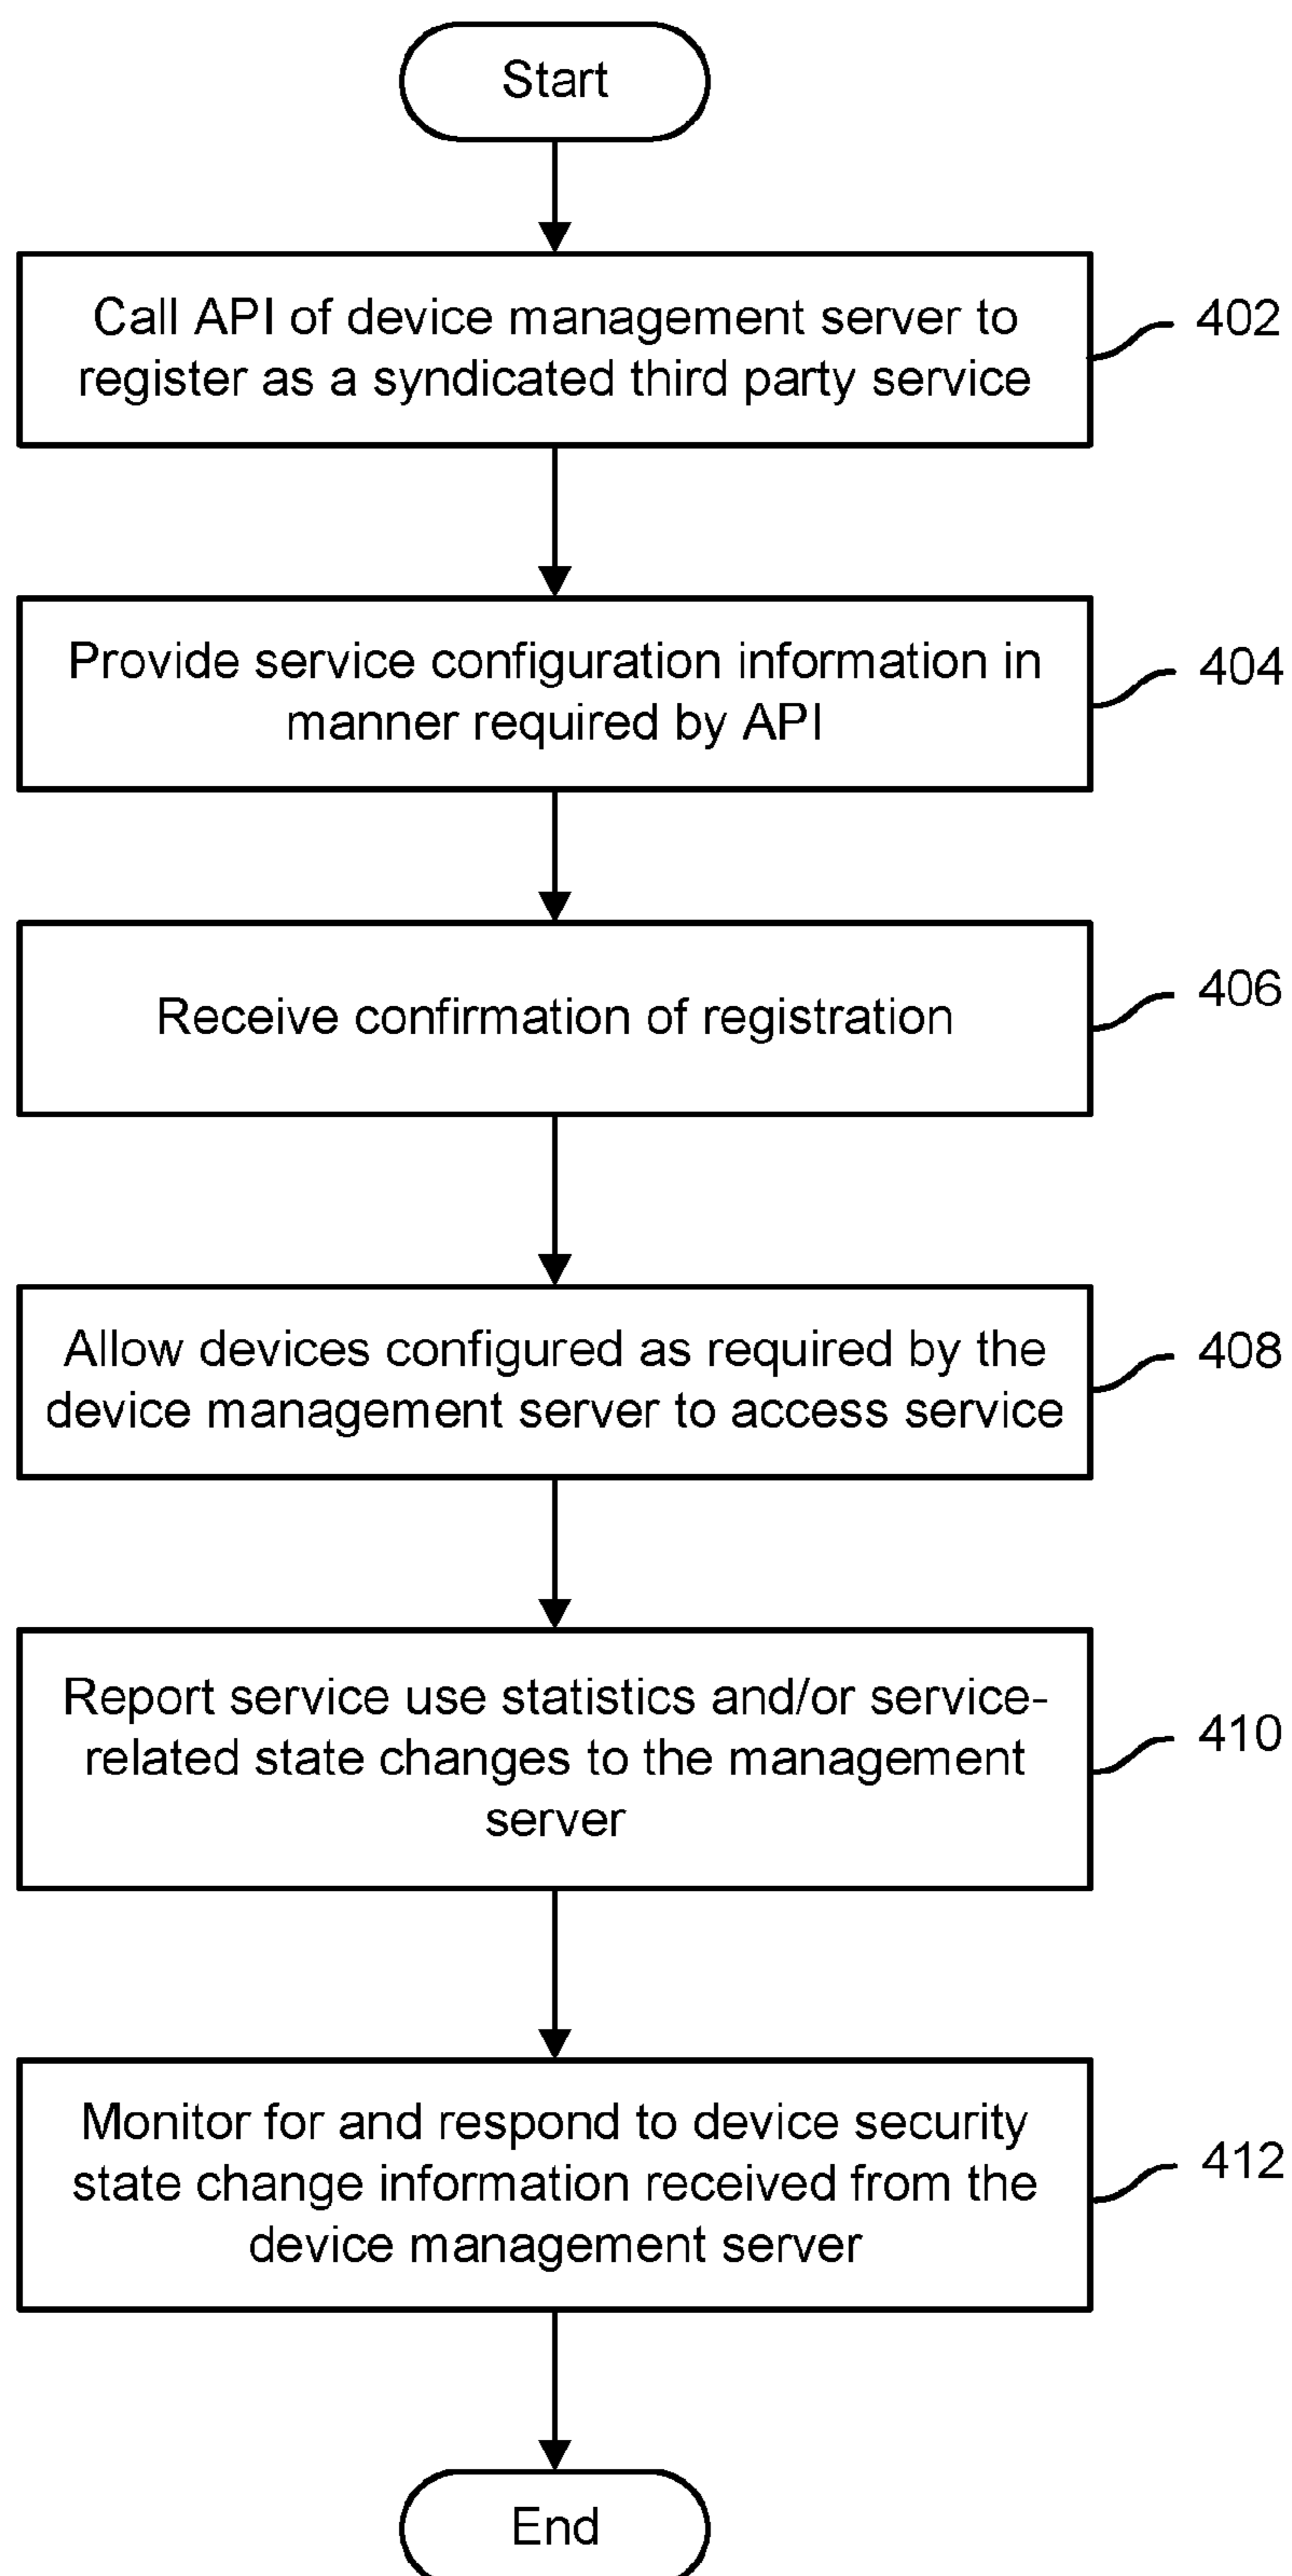 Start
Call API of device management server to
register as a syndicated third party service
402
Provide service configuration information in
manner required by API
404
Receive confirmation of registration
406
Allow devices configured as required by the
device management server to access service
408
Report service use statistics and/or service-
related state changes to the management
server
410
Monitor for and respond to device security
state change information received from the
device management server
412
End